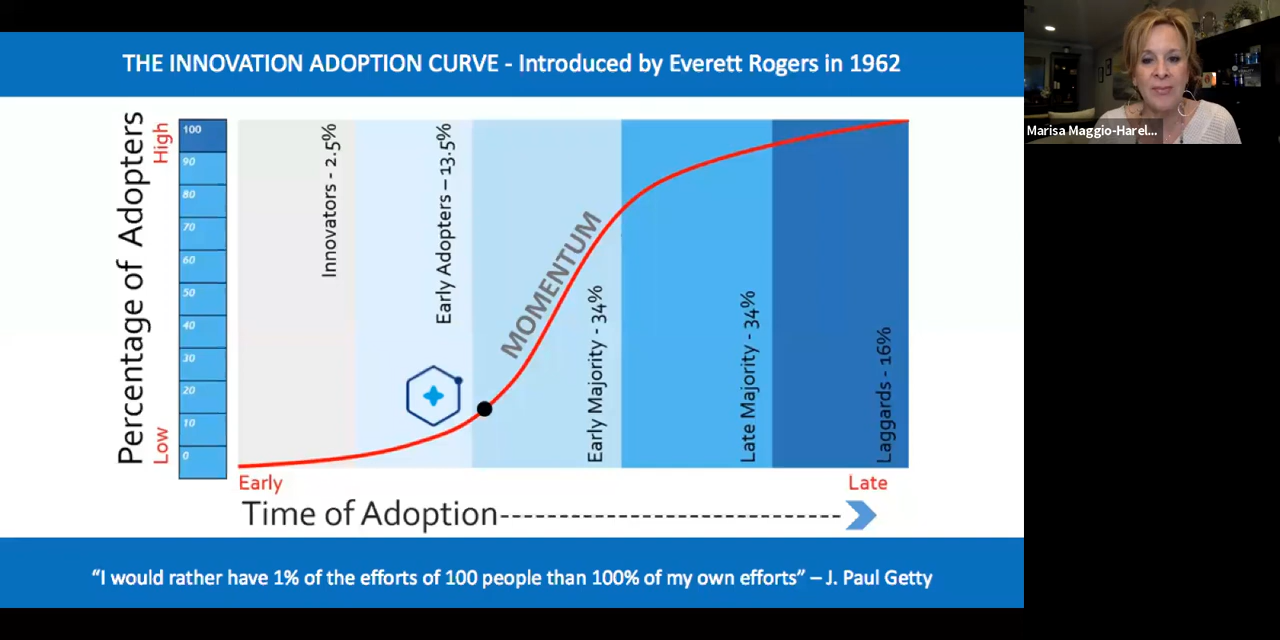 THE INNOVATION ADOPTION CURVE - Introduced by Everett Rogers in 1962
Marisa Maggio-Harel...
Percentage of Adopters
High
Low
100
90
80
70
60
50
40
30
20
10
0
Innovators - 2.5%
Early Adopters – 13.5%
MOMENTUM
Early Majority - 34%
Late Majority - 34%
Laggards - 16%
Early
Late
Time of Adoption
“I would rather have 1% of the efforts of 100 people than 100% of my own efforts” – J. Paul Getty